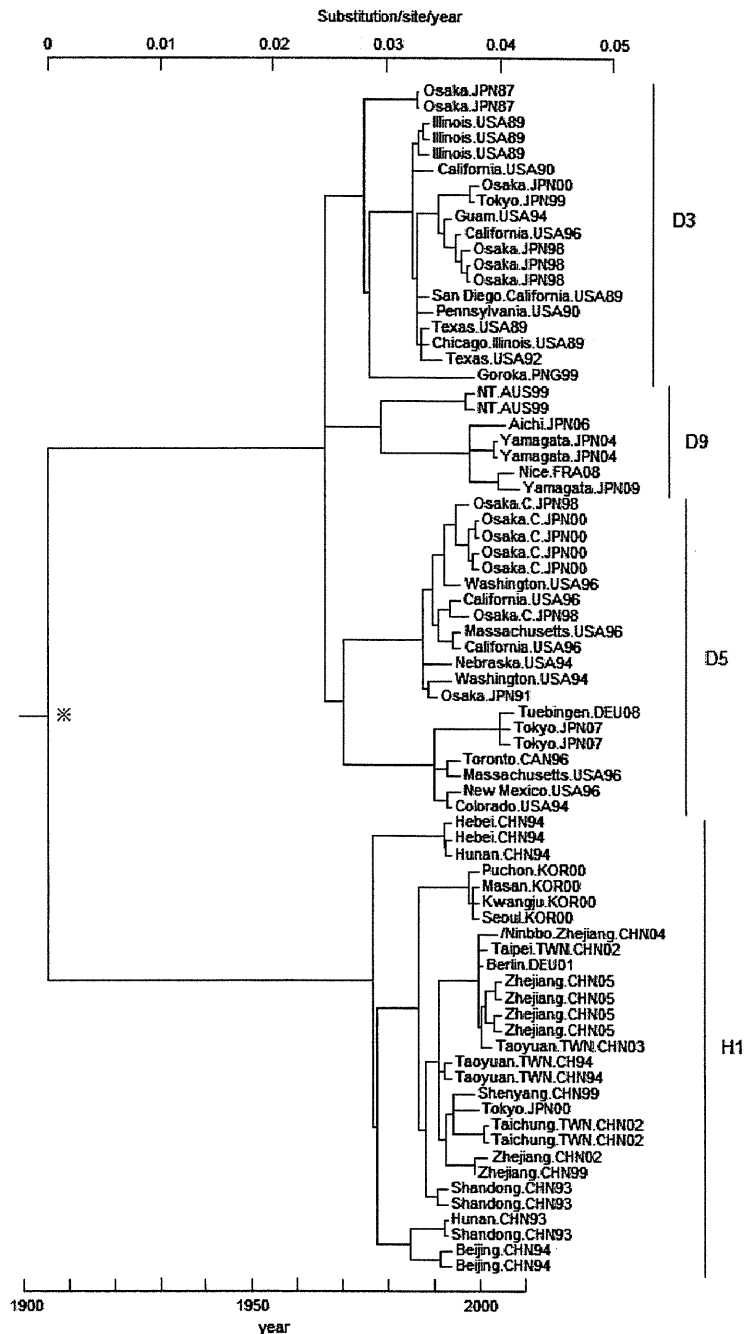 Substitution/site/year
0 0.01 0.02 0.03 0.04 0.05
Osaka.JPN87
Osaka.JPN87
Illinois.USA89
Illinois.USA89
Illinois.USA89
California.USA90
Osaka.JPN00
Tokyo.JPN99
Guam.USA94
California.USA96
Osaka.JPN98
Osaka.JPN98
Osaka.JPN98
San Diego.California.USA89
Pennsylvania.USA90
Texas.USA89
Chicago.Illinois.USA89
Texas.USA92
Goroka.PNG99
D3
NT.AUS99
NT.AUS99
Aichi.JPN06
Yamagata.JPN04
Yamagata.JPN04
Nice.FRA08
Yamagata.JPN09
D9
Osaka.C.JPN98
Osaka.C.JPN00
Osaka.C.JPN00
Osaka.C.JPN00
Osaka.C.JPN00
Washington.USA96
California.USA96
Osaka.C.JPN98
Massachusetts.USA96
California.USA96
Nebraska.USA94
Washington.USA94
Osaka.JPN91
Tuebingen.DEU08
Tokyo.JPN07
Tokyo.JPN07
Toronto.CAN96
Massachusetts.USA96
New Mexico.USA96
Colorado.USA94
D5
※
Hebei.CHN94
Hebei.CHN94
Hunan.CHN94
Puchon.KOR00
Masan.KOR00
Kwangju.KOR00
Seoul.KOR00
/Ninbbo.Zhejiang.CHN04
Taipei.TWN.CHN02
Berlin.DEU01
Zhejiang.CHN05
Zhejiang.CHN05
Zhejiang.CHN05
Zhejiang.CHN05
Taoyuan.TWN.CHN03
Taoyuan.TWN.CH94
Taoyuan.TWN.CHN94
Shenyang.CHN99
Tokyo.JPN00
Taichung.TWN.CHN02
Taichung.TWN.CHN02
Zhejiang.CHN02
Zhejiang.CHN99
Shandong.CHN93
Shandong.CHN93
Hunan.CHN93
Shandong.CHN93
Beijing.CHN94
Beijing.CHN94
H1
1900 1950 2000
year